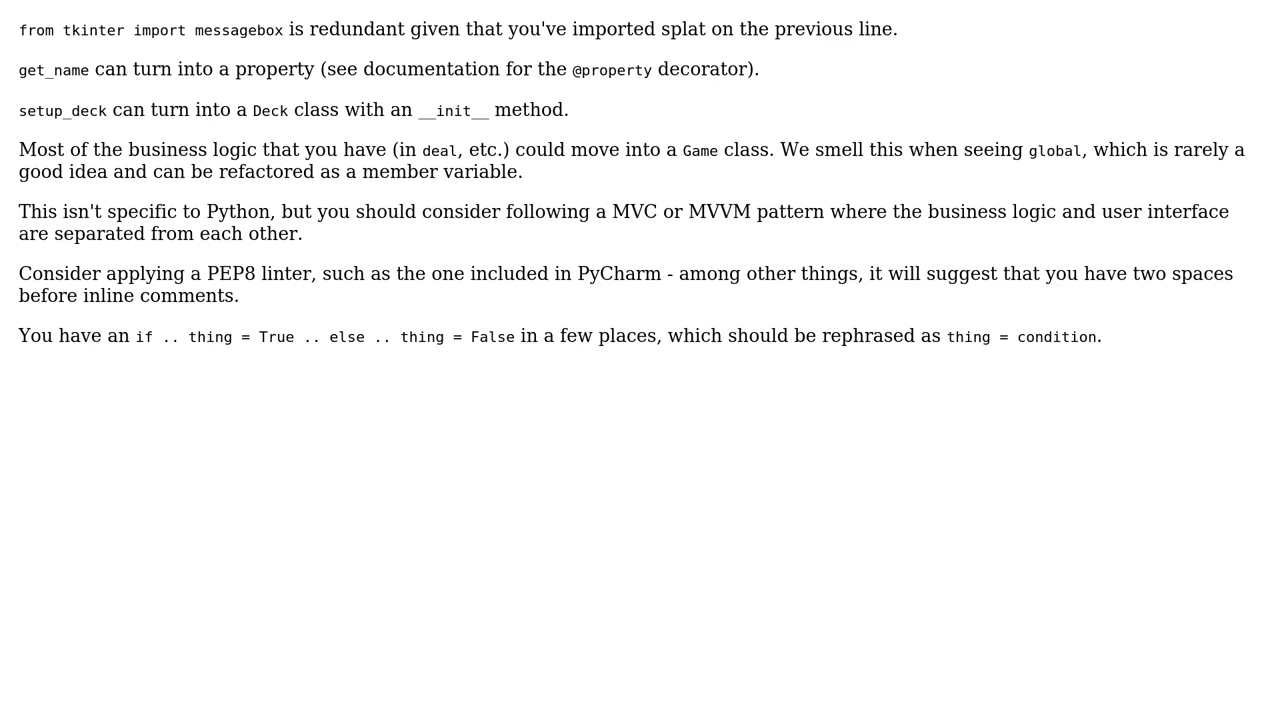 from tkinter import messagebox is redundant given that you've imported splat on the previous line.
get_name can turn into a property (see documentation for the @property decorator).
setup_deck can turn into a Deck class with an __init__ method.
Most of the business logic that you have (in deal, etc.) could move into a Game class. We smell this when seeing global, which is rarely a
good idea and can be refactored as a member variable.
This isn't specific to Python, but you should consider following a MVC or MVVM pattern where the business logic and user interface
are separated from each other.
Consider applying a PEP8 linter, such as the one included in PyCharm - among other things, it will suggest that you have two spaces
before inline comments.
You have an if .. thing = True .. else .. thing = False in a few places, which should be rephrased as thing = condition.